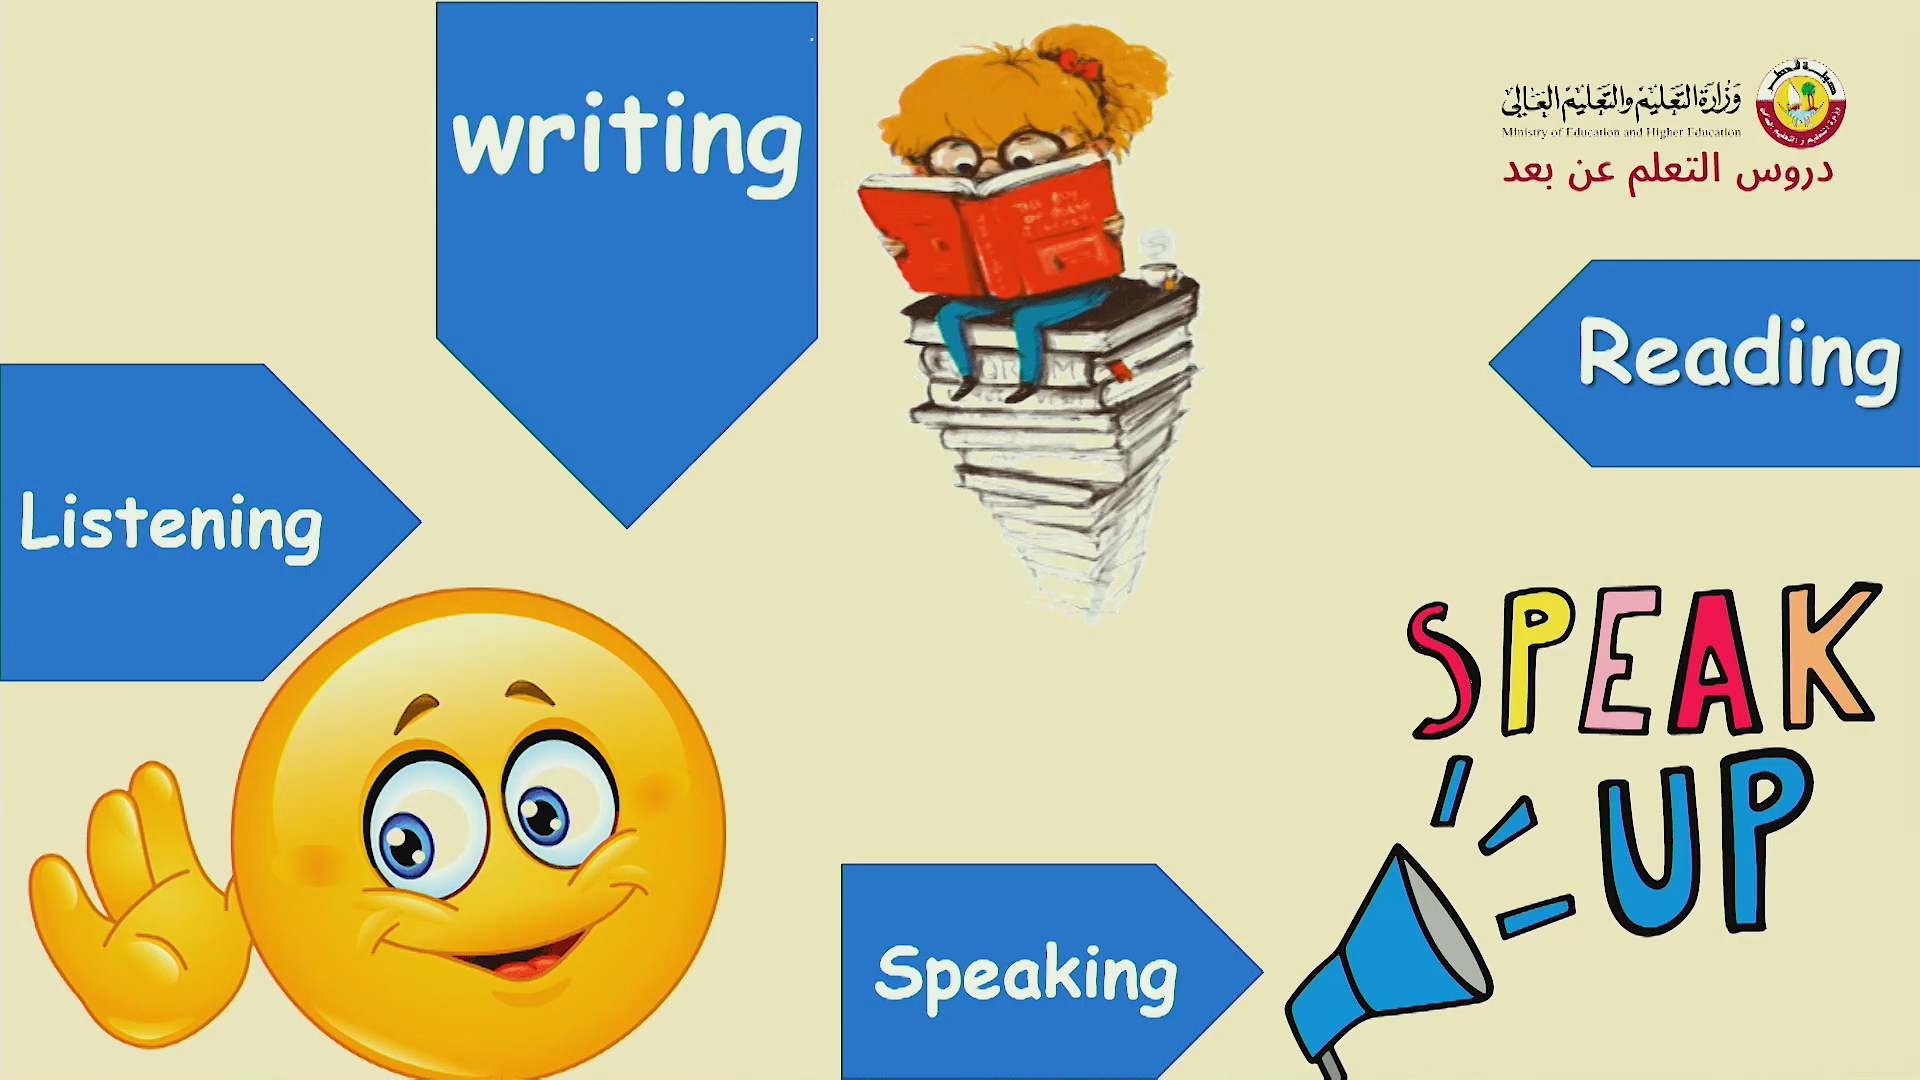 writing
وزارة التعليم والتعليم العالي
Ministry of Education and Higher Education
دروس التعلم عن بعد
Reading
Listening
SPEAK
UP
Speaking